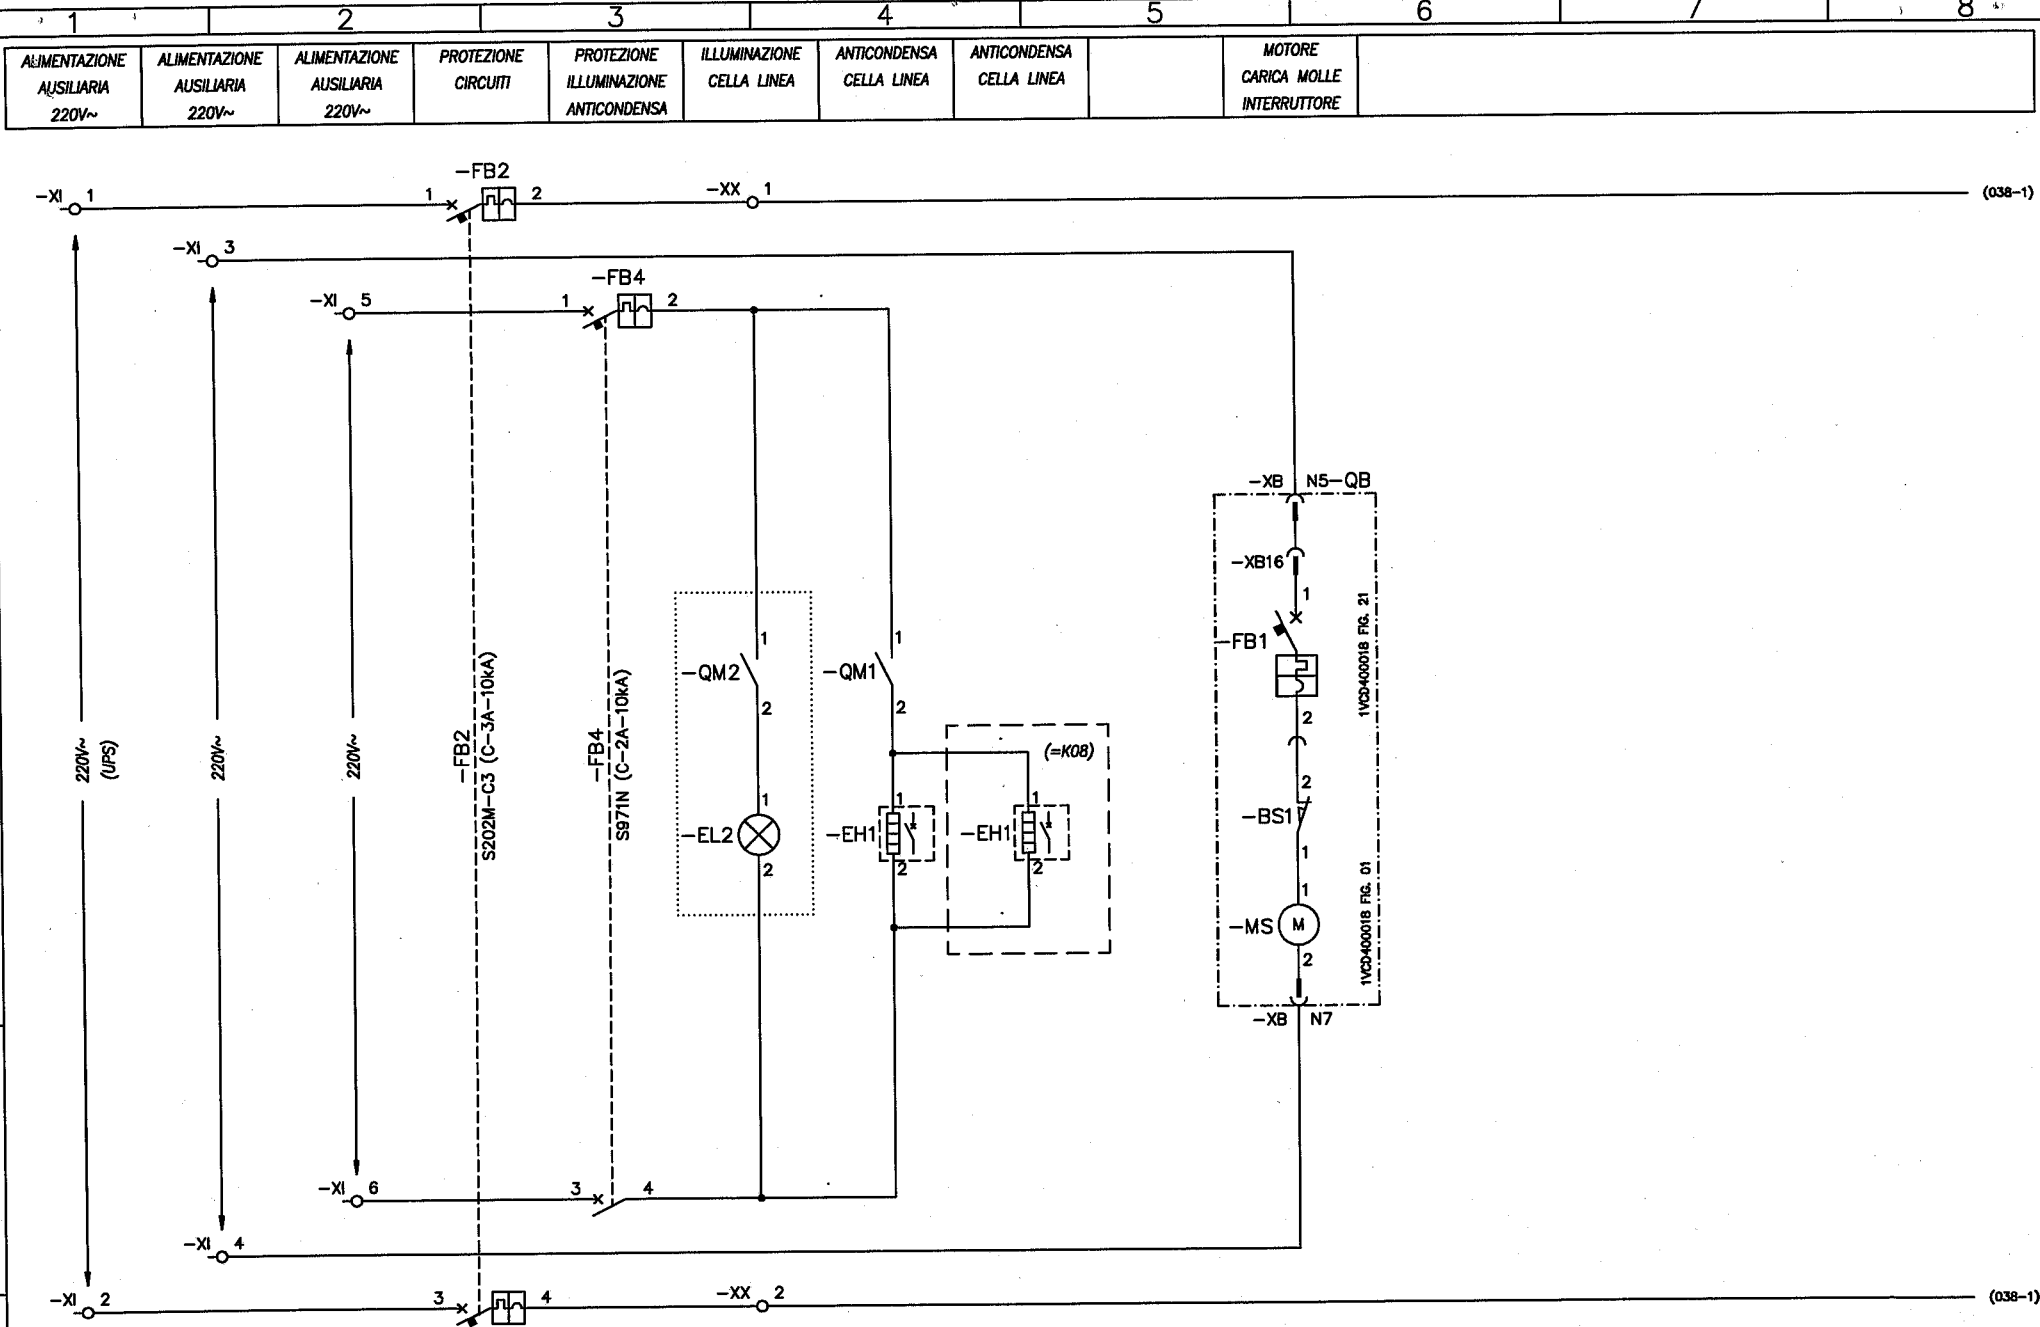 1 2 3 4 5 6 7 8
ALIMENTAZIONE
AUSILIARIA
220V~
ALIMENTAZIONE
AUSILIARIA
220V~
ALIMENTAZIONE
AUSILIARIA
220V~
PROTEZIONE
CIRCUITI
PROTEZIONE
ILLUMINAZIONE
ANTICONDENSA
ILLUMINAZIONE
CELLA LINEA
ANTICONDENSA
CELLA LINEA
ANTICONDENSA
CELLA LINEA
MOTORE
CARICA MOLLE
INTERRUTTORE
-FB2
-XI 1
1
2
-XX 1
(038-1)
-XI 3
-FB4
-XI 5
1
2
-XB N5-QB
-XB16
1
-FB1
2
2
-BS1
1
1
-MS
M
2
-XB N7
1VCD400018 FIG. 21
1VCD400018 FIG. 01
1
-QM2
2
1
-EL2
2
1
-QM1
2
1
-EH1
2
(=K08)
1
-EH1
2
220V~
(UPS)
220V~
220V~
-FB2
S202M-C3 (C-3A-10kA)
-FB4
S971N (C-2A-10kA)
-XI 6
3
4
-XI 4
-XI 2
3
4
-XX 2
(038-1)